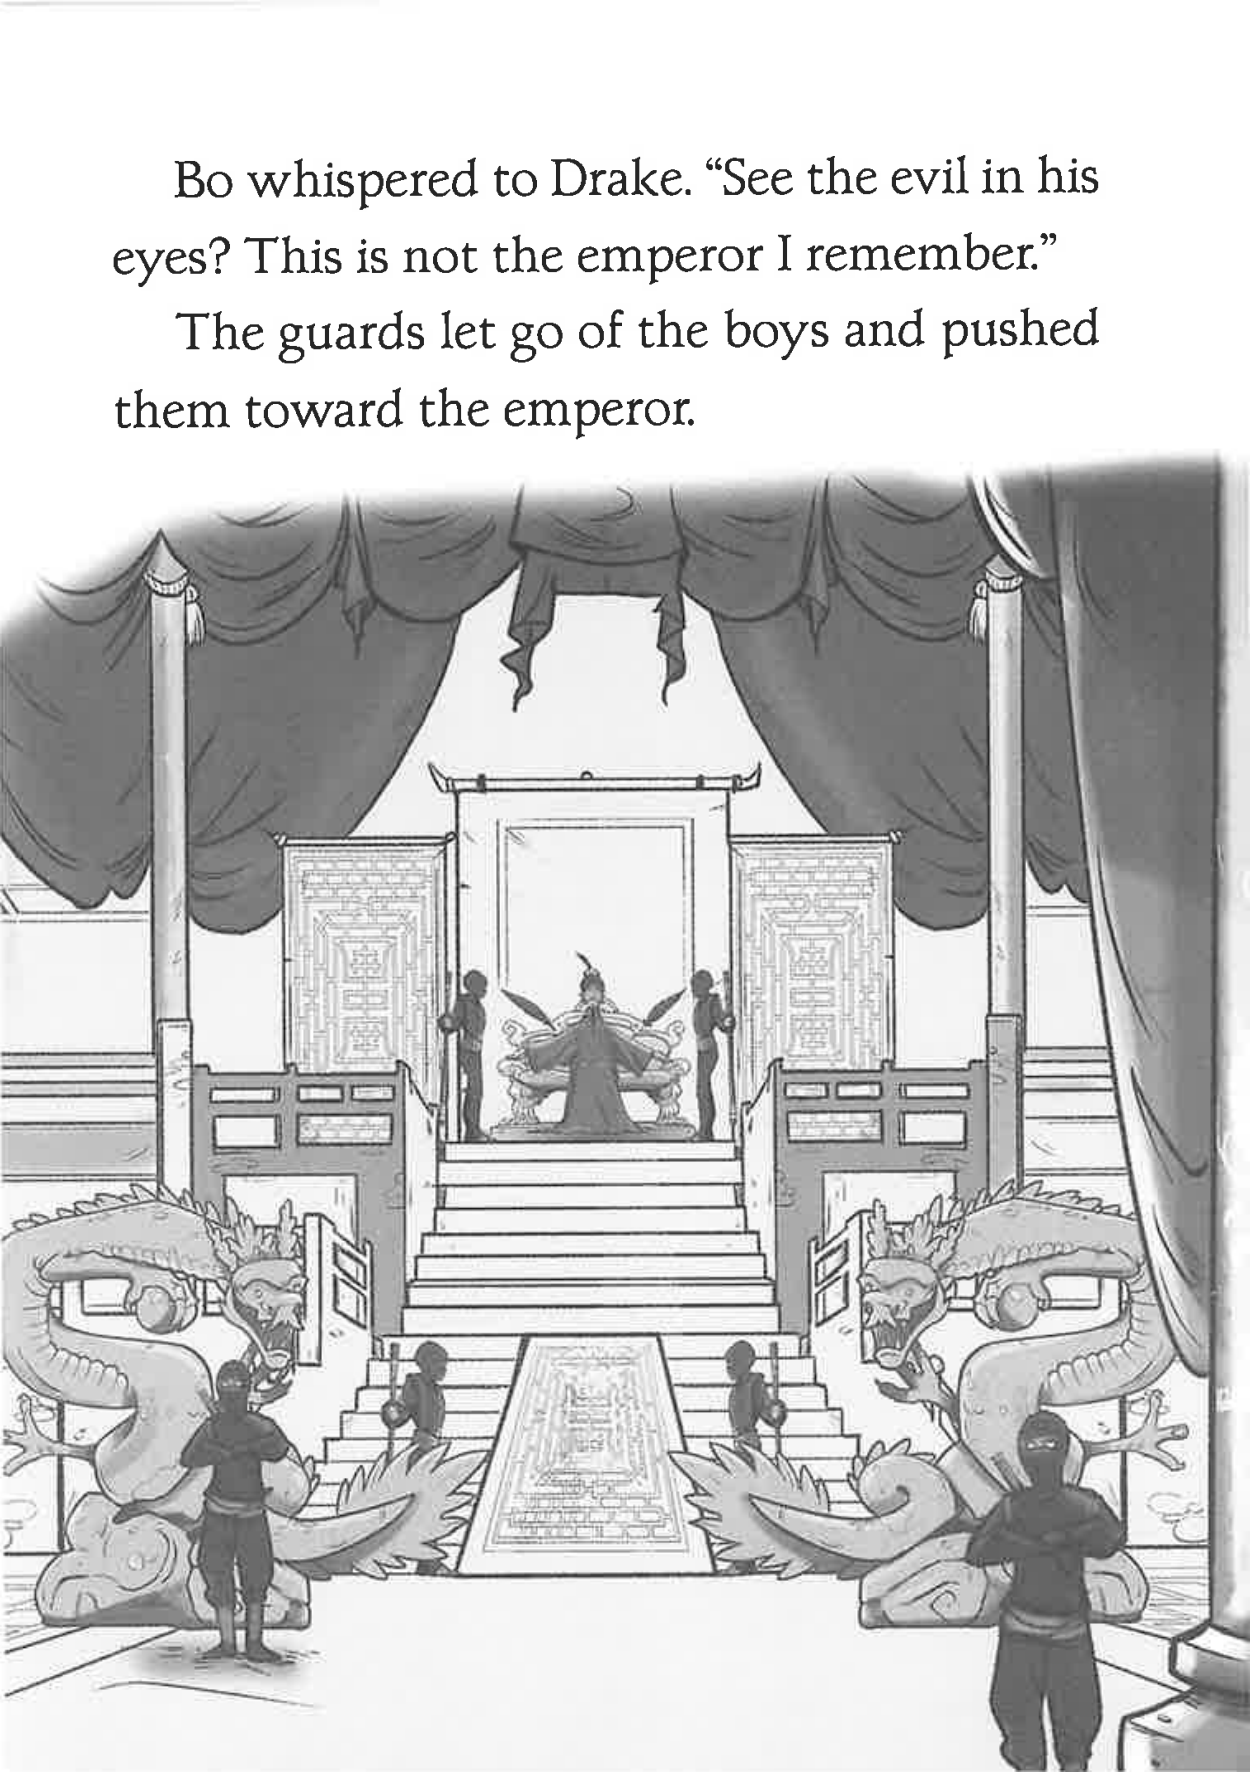 Bo whispered to Drake. “See the evil in his
eyes? This is not the emperor I remember.”
The guards let go of the boys and pushed
them toward the emperor.